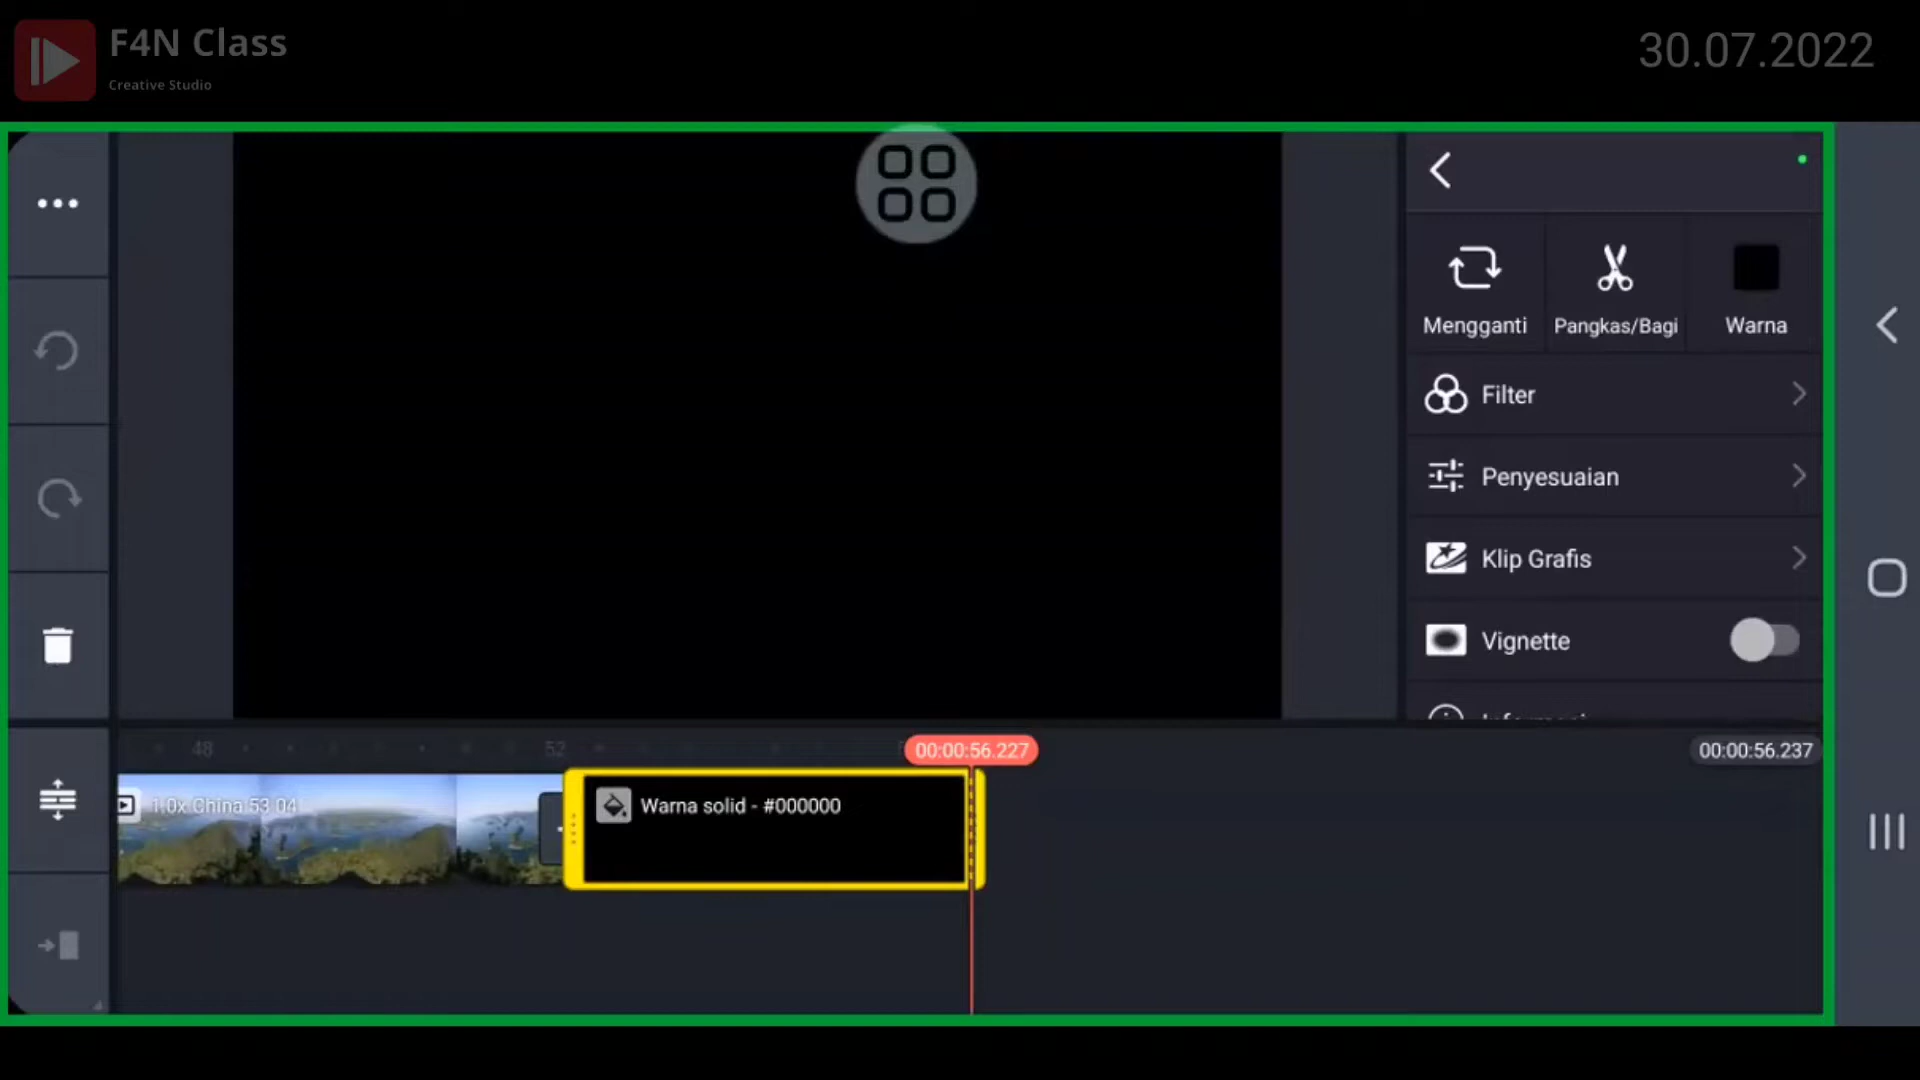 F4N Class
Creative Studio
30.07.2022
Mengganti
Pangkas/Bagi
Warna
Filter
Penyesuaian
Klip Grafis
Vignette
48
52
00:00:56.227
00:00:56.237
1.0x China 53 04
Warna solid - #000000